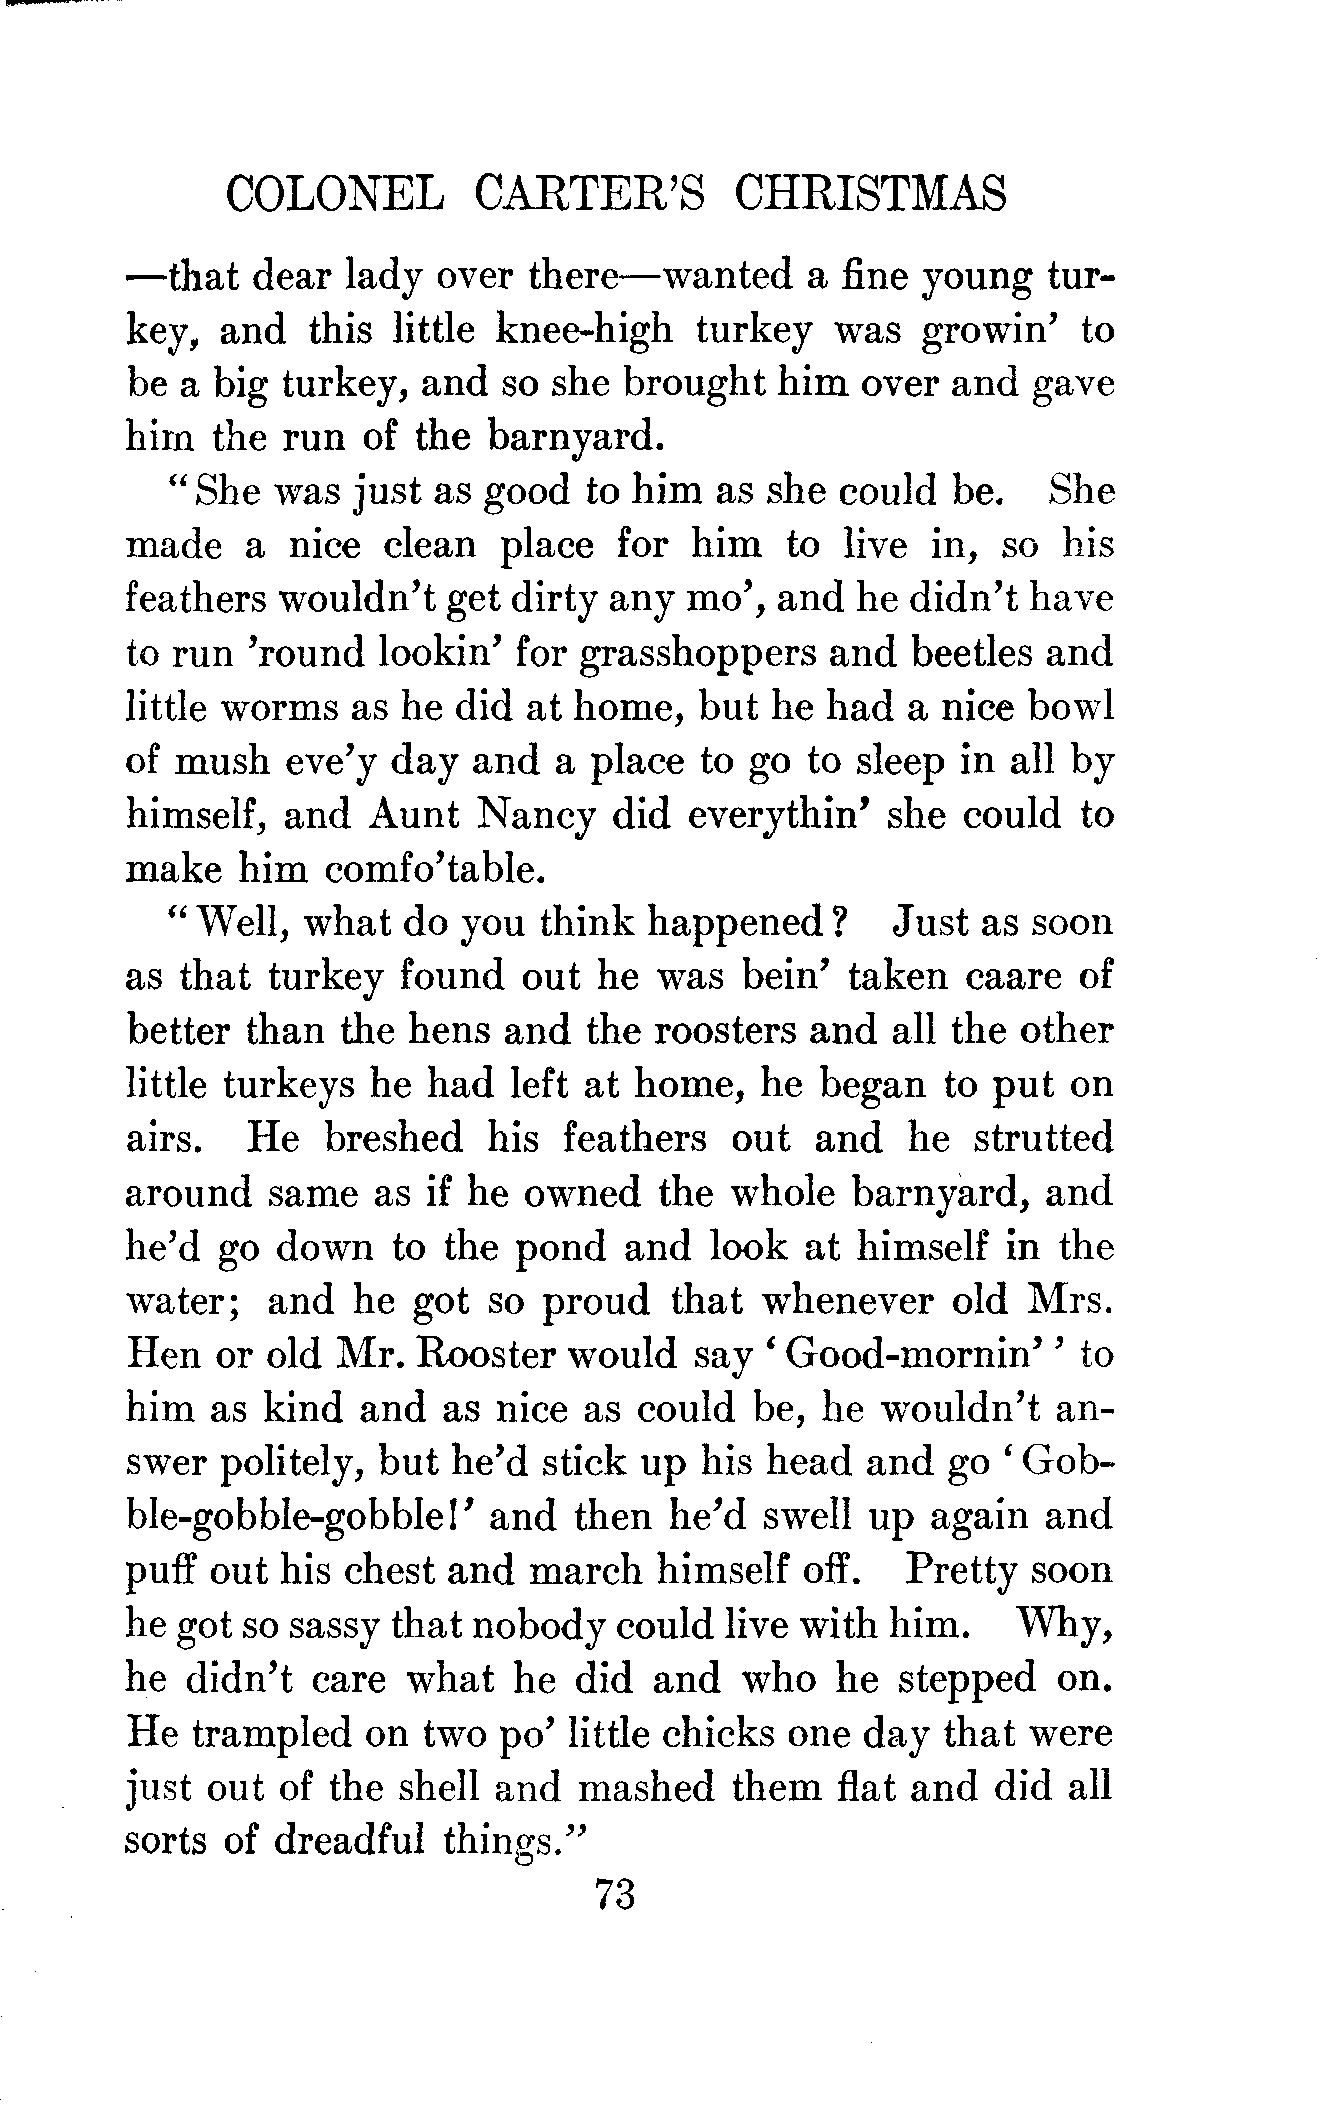 COLONEL CARTER'S CHRISTMAS
—that dear lady over there—wanted a fine young tur-
key, and this little knee-high turkey was growin' to
be a big turkey, and so she brought him over and gave
him the run of the barnyard.
"She was just as good to him as she could be. She
made a nice clean place for him to live in, so his
feathers wouldn't get dirty any mo', and he didn't have
to run 'round lookin' for grasshoppers and beetles and
little worms as he did at home, but he had a nice bowl
of mush eve'y day and a place to go to sleep in all by
himself, and Aunt Nancy did everythin' she could to
make him comfo'table.
"Well, what do you think happened? Just as soon
as that turkey found out he was bein' taken caare of
better than the hens and the roosters and all the other
little turkeys he had left at home, he began to put on
airs. He breshed his feathers out and he strutted
around same as if he owned the whole barnyard, and
he'd go down to the pond and look at himself in the
water; and he got so proud that whenever old Mrs.
Hen or old Mr. Rooster would say 'Good-mornin'' to
him as kind and as nice as could be, he wouldn't an-
swer politely, but he'd stick up his head and go 'Gob-
ble-gobble-gobble!' and then he'd swell up again and
puff out his chest and march himself off. Pretty soon
he got so sassy that nobody could live with him. Why,
he didn't care what he did and who he stepped on.
He trampled on two po' little chicks one day that were
just out of the shell and mashed them flat and did all
sorts of dreadful things."
73